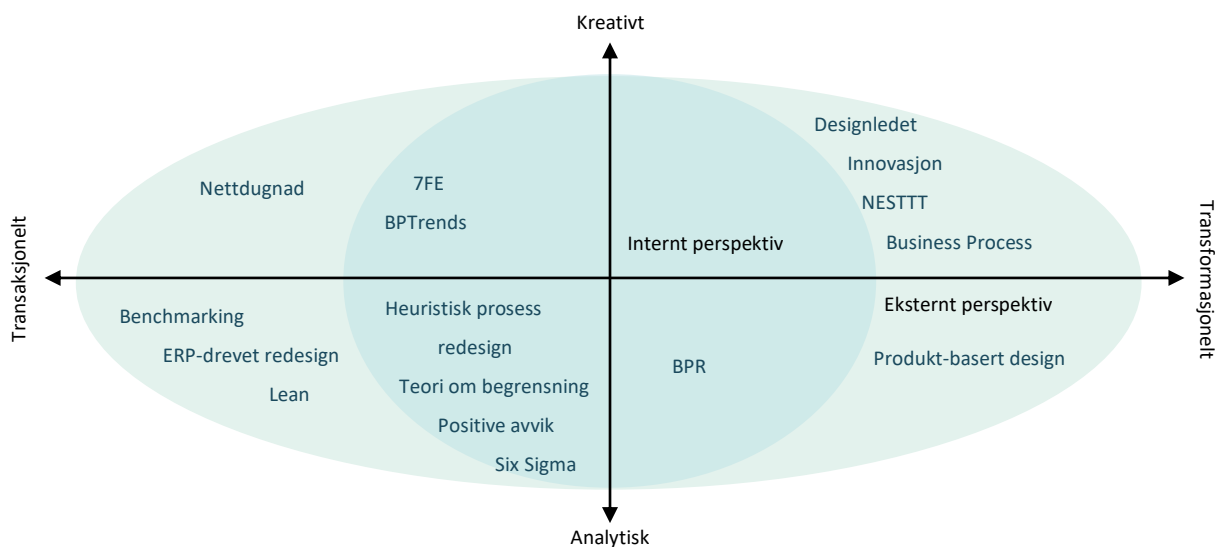 Kreativt
Designledet
Innovasjon
Nettdugnad
7FE
NESTTT
BPTrends
Internt perspektiv
Business Process
Transaksjonelt
Transformasjonelt
Heuristisk prosess
redesign
Eksternt perspektiv
Benchmarking
ERP-drevet redesign
Lean
Teori om begrensning
BPR
Produkt-basert design
Positive avvik
Six Sigma
Analytisk